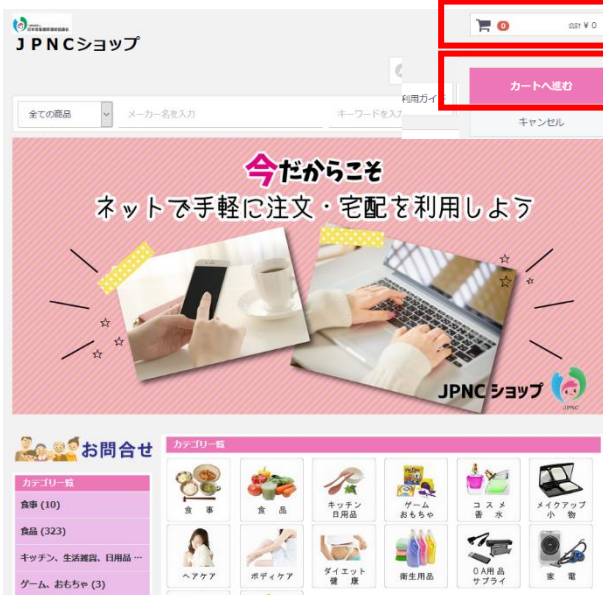 JPNCショップ
0
合計 ¥ 0
利用ガイ
カートへ進む
キャンセル
全ての商品
メーカー名を入力
キーワードを入力
今だからこそ
ネットで手軽に注文・宅配を利用しよう
JPNCショップ
JPNC
お問合せ
カテゴリ一覧
食事 (10)
食品 (323)
キッチン、生活雑貨、日用品 …
ゲーム、おもちゃ (3)
カテゴリ一覧
食 事
食 品
キッチン
日用品
ゲーム
おもちゃ
コスメ
香 水
メイクアップ
小 物
ヘアケア
ボディケア
ダイエット
健 康
衛生用品
OA用品
サプライ
家 電